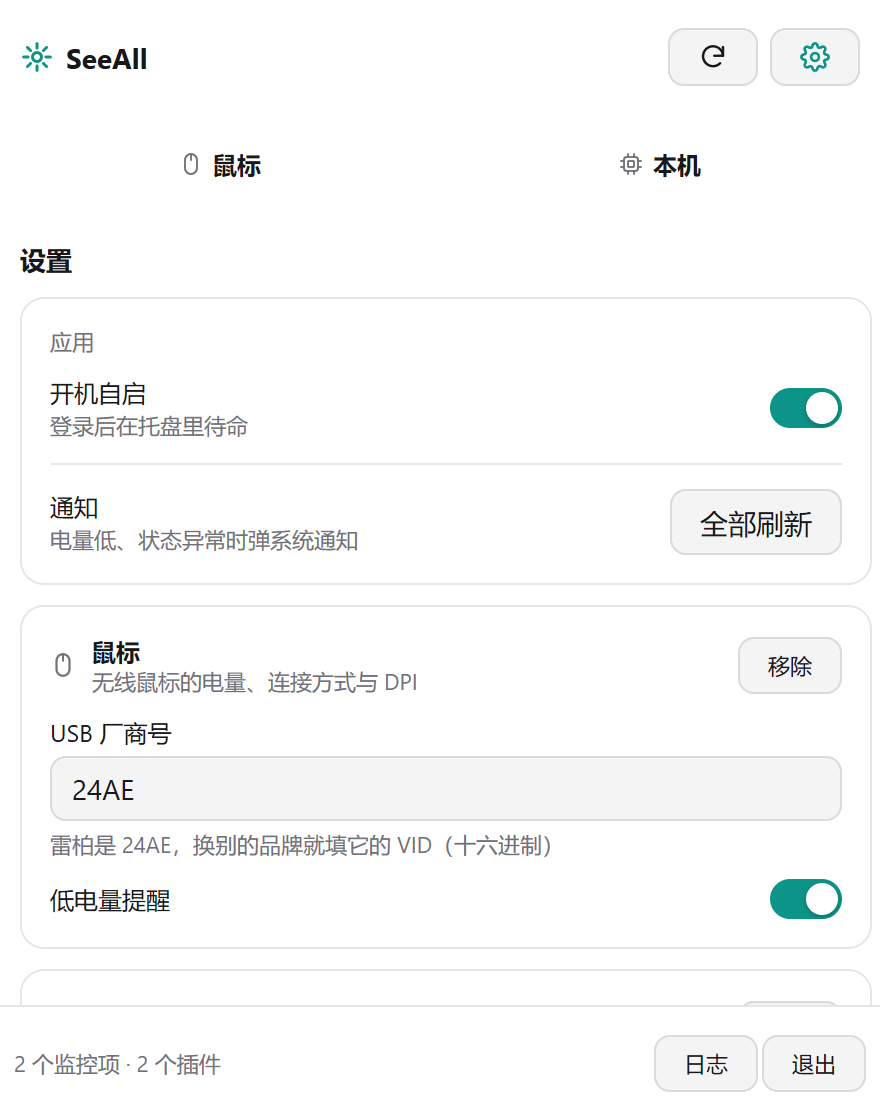 SeeAll
鼠标 本机
设置
应用
开机自启
登录后在托盘里待命
通知
电量低、状态异常时弹系统通知
全部刷新
鼠标
无线鼠标的电量、连接方式与 DPI
移除
USB 厂商号
24AE
雷柏是 24AE，换别的品牌就填它的 VID（十六进制）
低电量提醒
2 个监控项 · 2 个插件
日志 退出